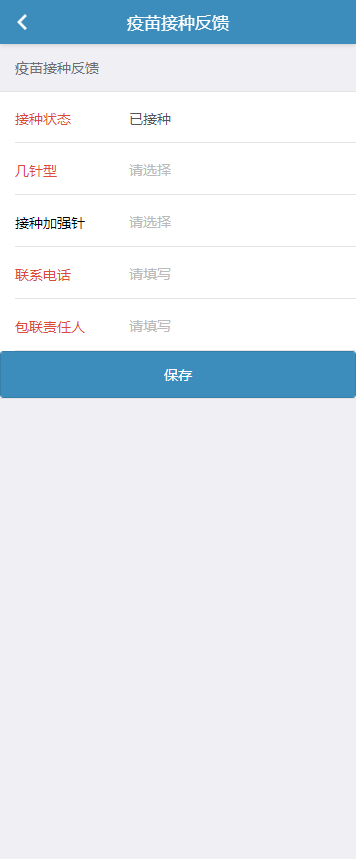 疫苗接种反馈
疫苗接种反馈
接种状态 已接种
几针型 请选择
接种加强针 请选择
联系电话 请填写
包联责任人 请填写
保存